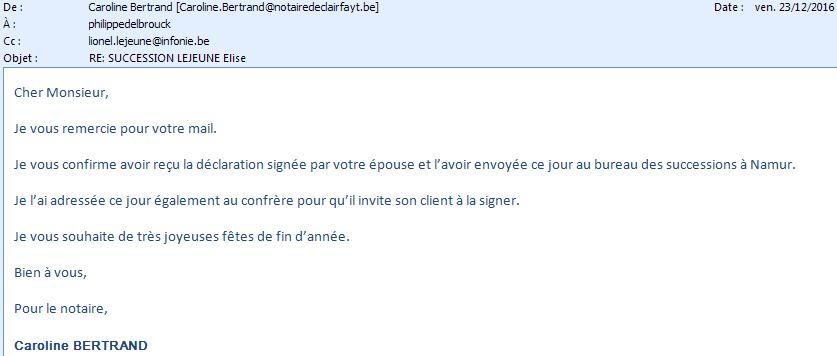 De : Caroline Bertrand [Caroline.Bertrand@notairedeclairfayt.be] Date : ven. 23/12/2016
À : philippedelbrouck
Cc : lionel.lejeune@infonie.be
Objet : RE: SUCCESSION LEJEUNE Elise
Cher Monsieur,
Je vous remercie pour votre mail.
Je vous confirme avoir reçu la déclaration signée par votre épouse et l'avoir envoyée ce jour au bureau des successions à Namur.
Je l'ai adressée ce jour également au confrère pour qu'il invite son client à la signer.
Je vous souhaite de très joyeuses fêtes de fin d'année.
Bien à vous,
Pour le notaire,
Caroline BERTRAND